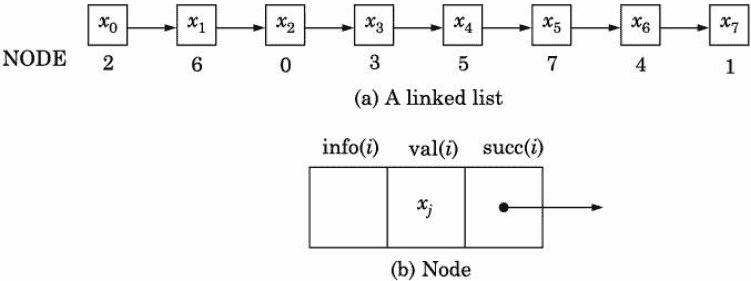 x₀ x₁ x₂ x₃ x₄ x₅ x₆ x₇
NODE 2 6 0 3 5 7 4 1
(a) A linked list
info(i) val(i) succ(i)
xⱼ
(b) Node